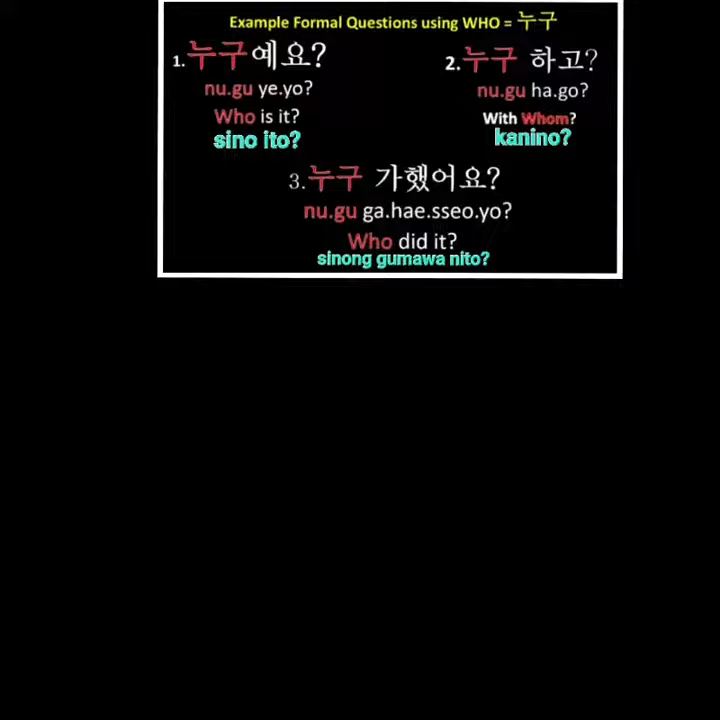 Example Formal Questions using WHO = 누구
1.누구예요?
nu.gu ye.yo?
Who is it?
sino ito?
2.누구 하고?
nu.gu ha.go?
With Whom?
kanino?
3.누구 가했어요?
nu.gu ga.hae.sseo.yo?
Who did it?
sinong gumawa nito?